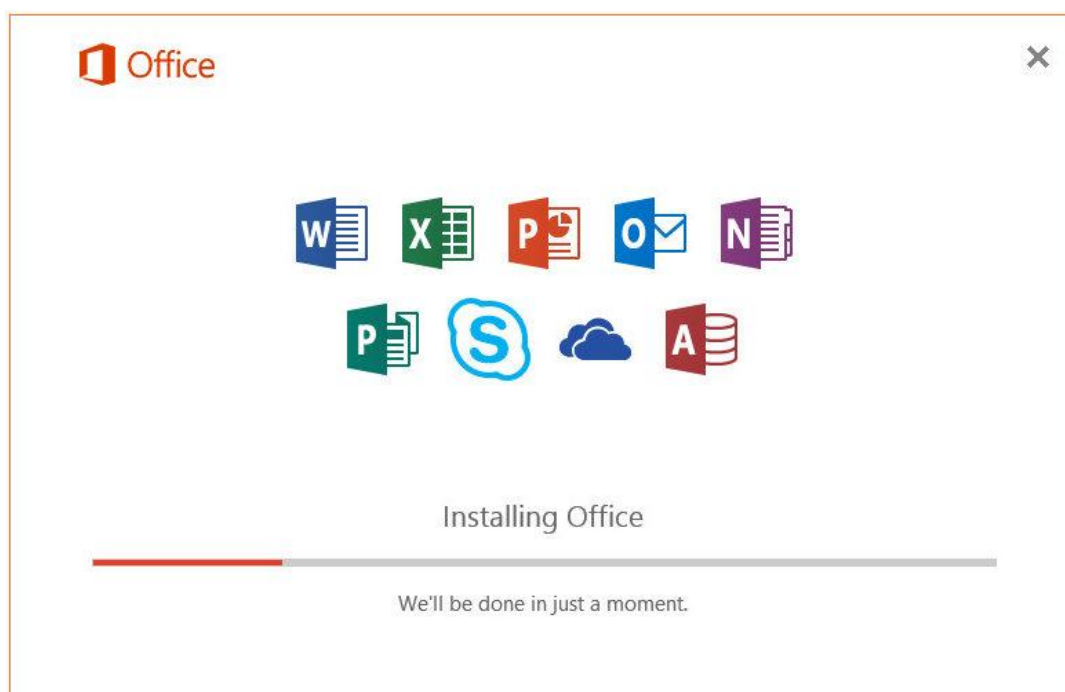 Office
W X P O N
P S A
Installing Office
We'll be done in just a moment.